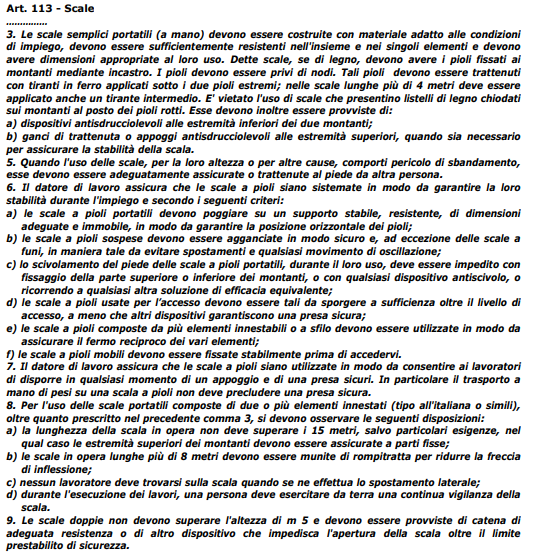 Art. 113 - Scale
...............
3. Le scale semplici portatili (a mano) devono essere costruite con materiale adatto alle condizioni
di impiego, devono essere sufficientemente resistenti nell'insieme e nei singoli elementi e devono
avere dimensioni appropriate al loro uso. Dette scale, se di legno, devono avere i pioli fissati ai
montanti mediante incastro. I pioli devono essere privi di nodi. Tali pioli devono essere trattenuti
con tiranti in ferro applicati sotto i due pioli estremi; nelle scale lunghe più di 4 metri deve essere
applicato anche un tirante intermedio. E' vietato l'uso di scale che presentino listelli di legno chiodati
sui montanti al posto dei pioli rotti. Esse devono inoltre essere provviste di:
a) dispositivi antisdrucciolevoli alle estremità inferiori dei due montanti;
b) ganci di trattenuta o appoggi antisdrucciolevoli alle estremità superiori, quando sia necessario
per assicurare la stabilità della scala.
5. Quando l'uso delle scale, per la loro altezza o per altre cause, comporti pericolo di sbandamento,
esse devono essere adeguatamente assicurate o trattenute al piede da altra persona.
6. Il datore di lavoro assicura che le scale a pioli siano sistemate in modo da garantire la loro
stabilità durante l'impiego e secondo i seguenti criteri:
a) le scale a pioli portatili devono poggiare su un supporto stabile, resistente, di dimensioni
adeguate e immobile, in modo da garantire la posizione orizzontale dei pioli;
b) le scale a pioli sospese devono essere agganciate in modo sicuro e, ad eccezione delle scale a
funi, in maniera tale da evitare spostamenti e qualsiasi movimento di oscillazione;
c) lo scivolamento del piede delle scale a pioli portatili, durante il loro uso, deve essere impedito con
fissaggio della parte superiore o inferiore dei montanti, o con qualsiasi dispositivo antiscivolo, o
ricorrendo a qualsiasi altra soluzione di efficacia equivalente;
d) le scale a pioli usate per l'accesso devono essere tali da sporgere a sufficienza oltre il livello di
accesso, a meno che altri dispositivi garantiscono una presa sicura;
e) le scale a pioli composte da più elementi innestabili o a sfilo devono essere utilizzate in modo da
assicurare il fermo reciproco dei vari elementi;
f) le scale a pioli mobili devono essere fissate stabilmente prima di accedervi.
7. Il datore di lavoro assicura che le scale a pioli siano utilizzate in modo da consentire ai lavoratori
di disporre in qualsiasi momento di un appoggio e di una presa sicuri. In particolare il trasporto a
mano di pesi su una scala a pioli non deve precludere una presa sicura.
8. Per l'uso delle scale portatili composte di due o più elementi innestati (tipo all'italiana o simili),
oltre quanto prescritto nel precedente comma 3, si devono osservare le seguenti disposizioni:
a) la lunghezza della scala in opera non deve superare i 15 metri, salvo particolari esigenze, nel
qual caso le estremità superiori dei montanti devono essere assicurate a parti fisse;
b) le scale in opera lunghe più di 8 metri devono essere munite di rompitratta per ridurre la freccia
di inflessione;
c) nessun lavoratore deve trovarsi sulla scala quando se ne effettua lo spostamento laterale;
d) durante l'esecuzione dei lavori, una persona deve esercitare da terra una continua vigilanza della
scala.
9. Le scale doppie non devono superare l'altezza di m 5 e devono essere provviste di catena di
adeguata resistenza o di altro dispositivo che impedisca l'apertura della scala oltre il limite
prestabilito di sicurezza.